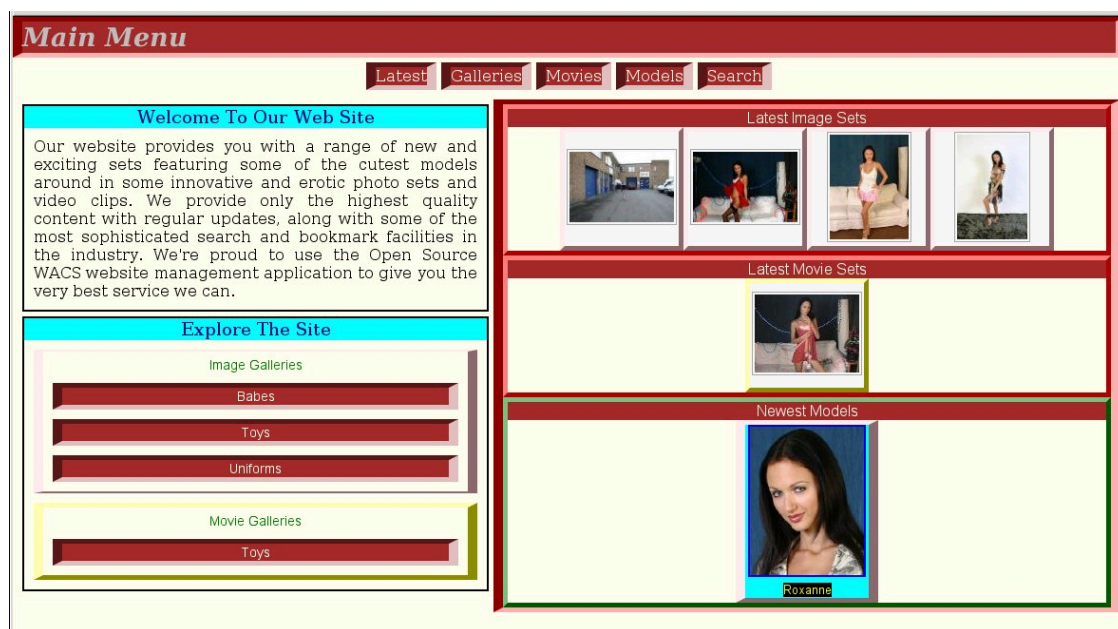 Main Menu
Latest Galleries Movies Models Search
Welcome To Our Web Site
Our website provides you with a range of new and
exciting sets featuring some of the cutest models
around in some innovative and erotic photo sets and
video clips. We provide only the highest quality
content with regular updates, along with some of the
most sophisticated search and bookmark facilities in
the industry. We're proud to use the Open Source
WACS website management application to give you the
very best service we can.
Explore The Site
Image Galleries
Babes
Toys
Uniforms
Movie Galleries
Toys
Latest Image Sets
Latest Movie Sets
Newest Models
Roxanne